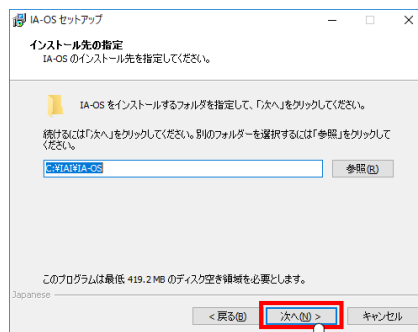 IA-OS セットアップ
インストール先の指定
IA-OS のインストール先を指定してください。
IA-OS をインストールするフォルダを指定して、「次へ」をクリックしてください。
続けるには「次へ」をクリックしてください。別のフォルダーを選択するには「参照」をクリックして
ください。
C:¥IAI¥IA-OS
参照(R)
このプログラムは最低 419.2 MB のディスク空き領域を必要とします。
Japanese
< 戻る(B)
次へ(N) >
キャンセル